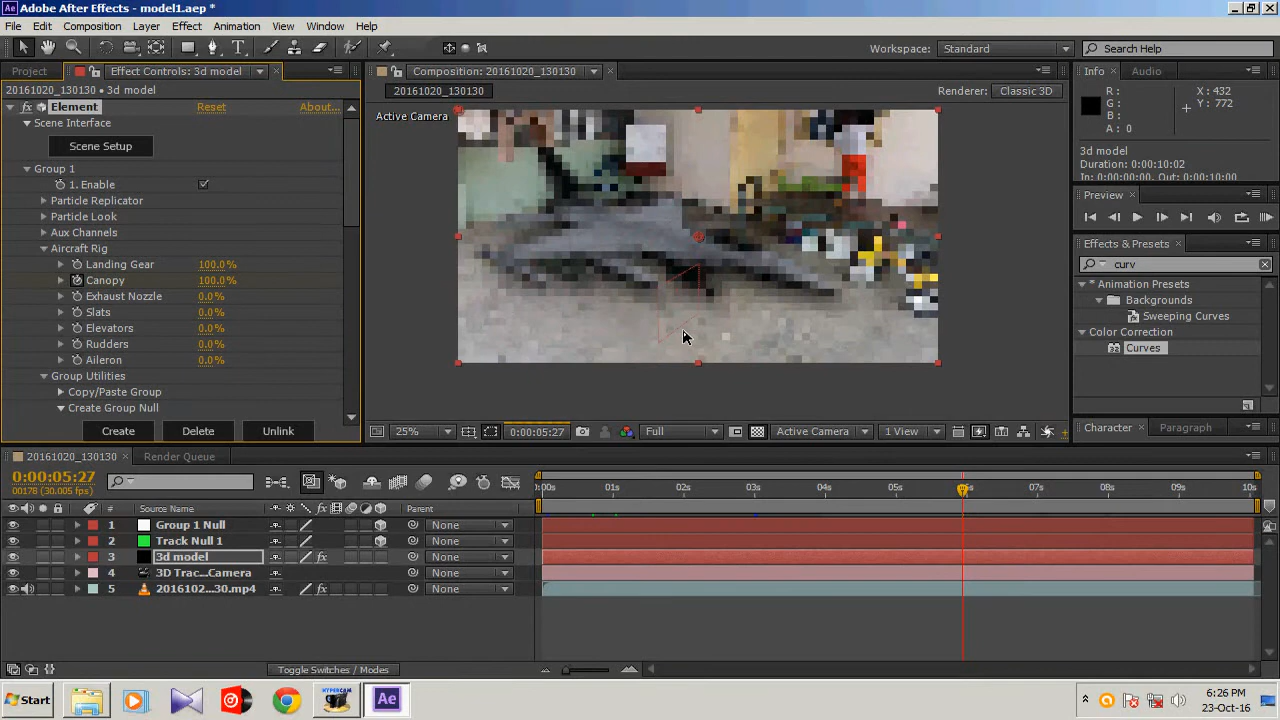 Adobe After Effects - model1.aep *
File Edit Composition Layer Effect Animation View Window Help
Workspace: Standard Search Help
Project Effect Controls: 3d model Composition: 20161020_130130 Info Audio
20161020_130130 • 3d model 20161020_130130 Renderer: Classic 3D
fx Element Reset About...
Scene Interface
Scene Setup
Group 1
1. Enable
Particle Replicator
Particle Look
Aux Channels
Aircraft Rig
Landing Gear 100.0%
Canopy 100.0%
Exhaust Nozzle 0.0%
Slats 0.0%
Elevators 0.0%
Rudders 0.0%
Aileron 0.0%
Group Utilities
Copy/Paste Group
Create Group Null
Create Delete Unlink
Active Camera
25% 0:00:05:27 Full Active Camera 1 View
R: X: 432
G: Y: 772
B:
A: 0
3d model
Duration: 0:00:10:02
In: 0:00:00:00, Out: 0:00:10:00
Preview
Effects & Presets
curv
* Animation Presets
Backgrounds
Sweeping Curves
Color Correction
32 Curves
Character Paragraph
20161020_130130 Render Queue
0:00:05:27
00178 (30.005 fps)
:00s 01s 02s 03s 04s 05s 06s 07s 08s 09s 10s
# Source Name fx Parent
1 Group 1 Null None
2 Track Null 1 None
3 3d model fx None
4 3D Trac...Camera None
5 2016102...30.mp4 fx None
Toggle Switches / Modes
Start HYPERCAM Ae 6:26 PM
23-Oct-16